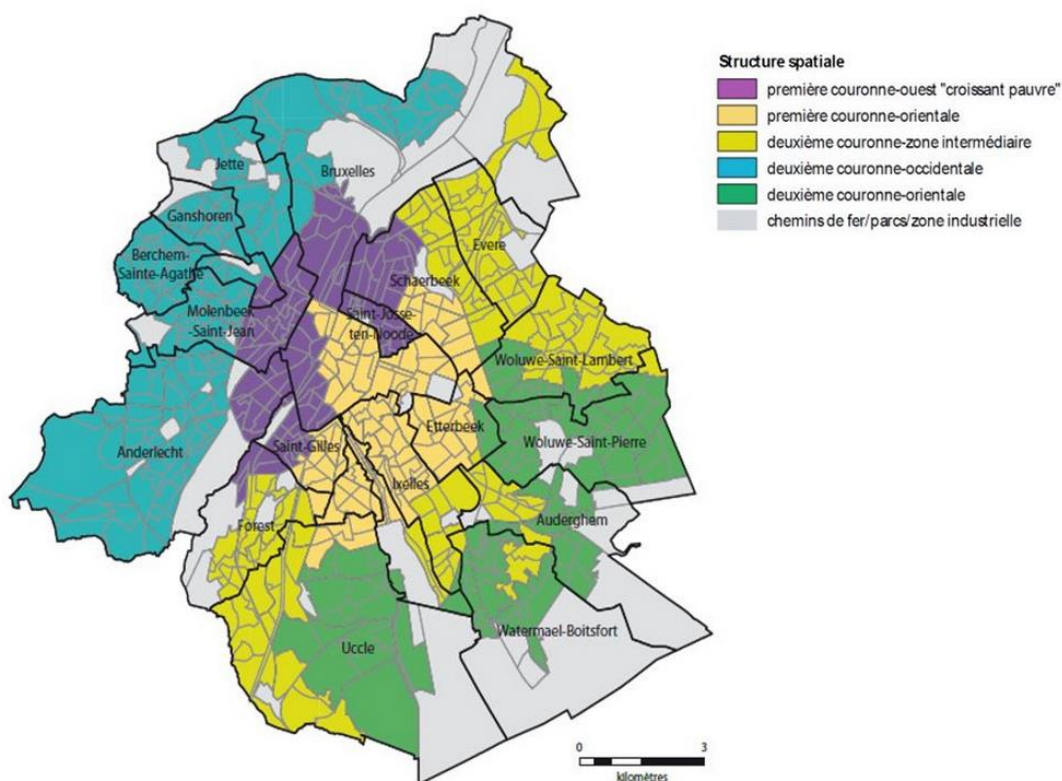 Structure spatiale
première couronne-ouest "croissant pauvre"
première couronne-orientale
deuxième couronne-zone intermédiaire
deuxième couronne-occidentale
deuxième couronne-orientale
chemins de fer/parcs/zone industrielle
Jette
Bruxelles
Ganshoren
Berchem-
Sainte-Agathe
Evere
Schaerbeek
Molenbeek
-Saint-Jean
Saint-Josse-
ten-Noode
Woluwe-Saint-Lambert
Anderlecht
Saint-Gilles
Etterbeek
Woluwe-Saint-Pierre
Ixelles
Forest
Auderghem
Watermael-Boitsfort
Uccle
0 3
kilomètres